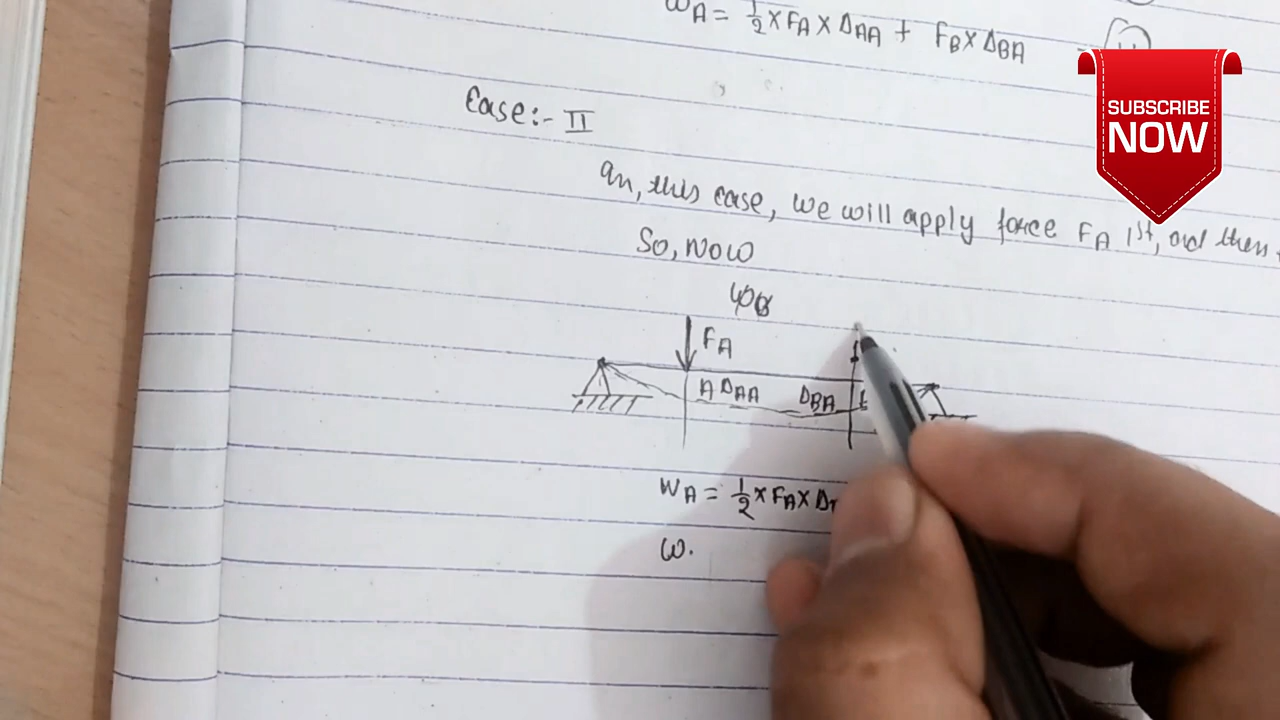 WA = 1/2 × FA × ΔAA + FB × ΔBA
SUBSCRIBE
NOW
Case:- II
In, this case, we will apply force FA 1st, and then
So, Now
FA
A ΔAA ΔBA
WA = 1/2 × FA × Δ
W.